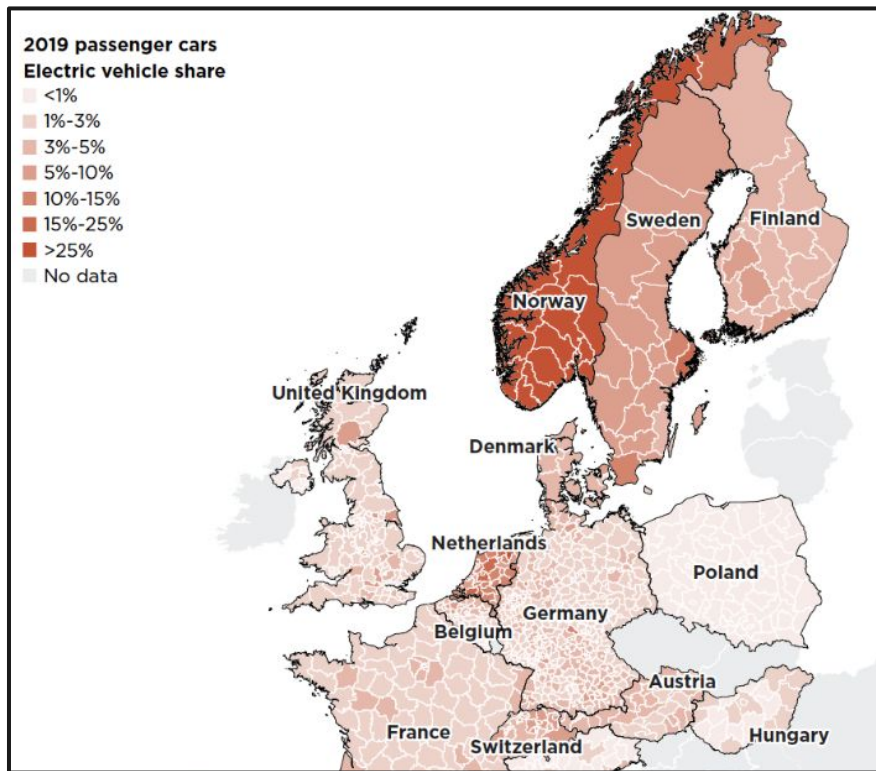 2019 passenger cars
Electric vehicle share
<1%
1%-3%
3%-5%
5%-10%
10%-15%
15%-25%
>25%
No data
Sweden
Finland
Norway
United Kingdom
Denmark
Netherlands
Poland
Germany
Belgium
Austria
France
Hungary
Switzerland